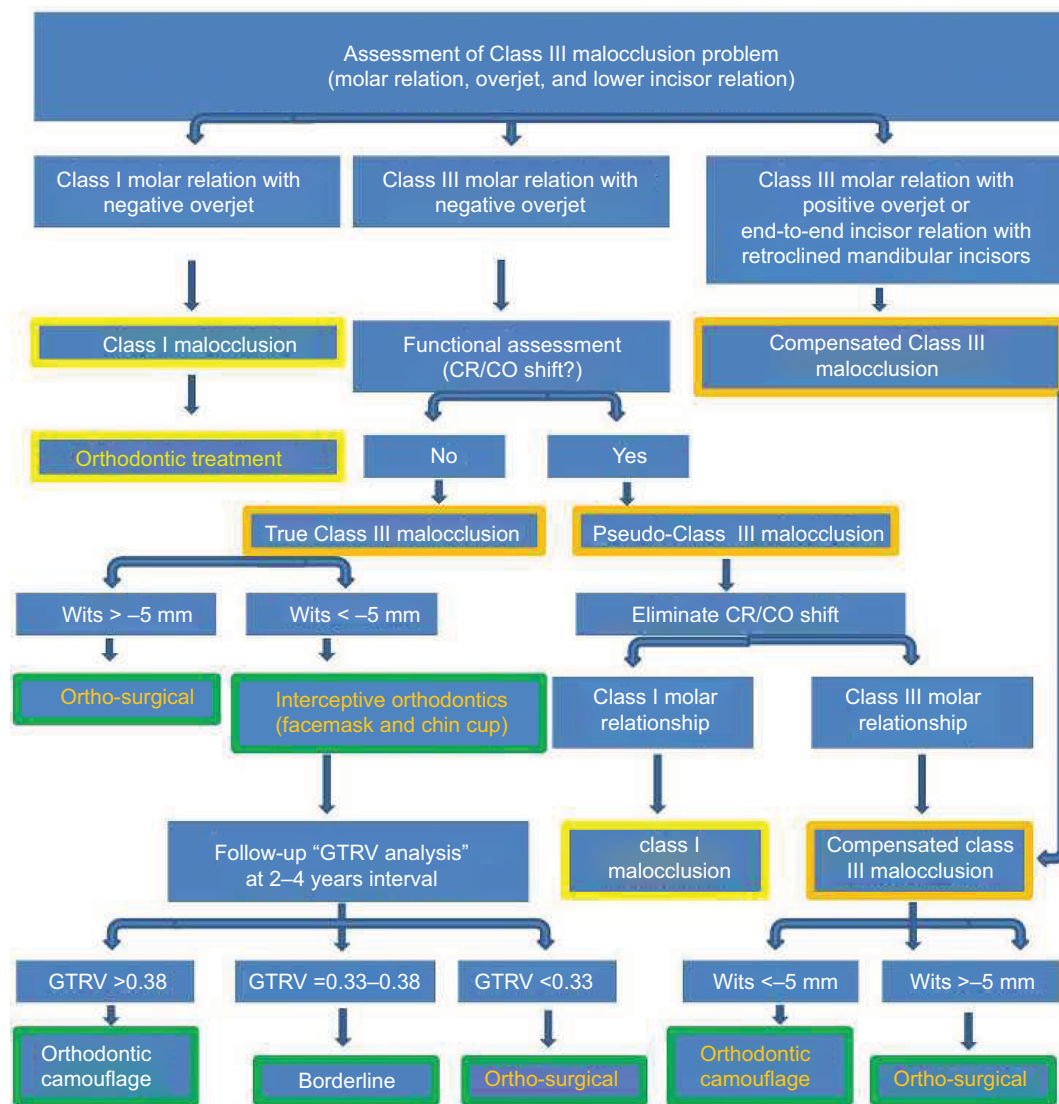 Assessment of Class III malocclusion problem
(molar relation, overjet, and lower incisor relation)
Class I molar relation with
negative overjet
Class III molar relation with
negative overjet
Class III molar relation with
positive overjet or
end-to-end incisor relation with
retroclined mandibular incisors
Class I malocclusion
Functional assessment
(CR/CO shift?)
Compensated Class III
malocclusion
Orthodontic treatment
No
Yes
True Class III malocclusion
Pseudo-Class III malocclusion
Wits > –5 mm
Wits < –5 mm
Eliminate CR/CO shift
Ortho-surgical
Interceptive orthodontics
(facemask and chin cup)
Class I molar
relationship
Class III molar
relationship
Follow-up “GTRV analysis”
at 2–4 years interval
class I
malocclusion
Compensated class
III malocclusion
GTRV >0.38
GTRV =0.33–0.38
GTRV <0.33
Wits <–5 mm
Wits >–5 mm
Orthodontic
camouflage
Borderline
Ortho-surgical
Orthodontic
camouflage
Ortho-surgical